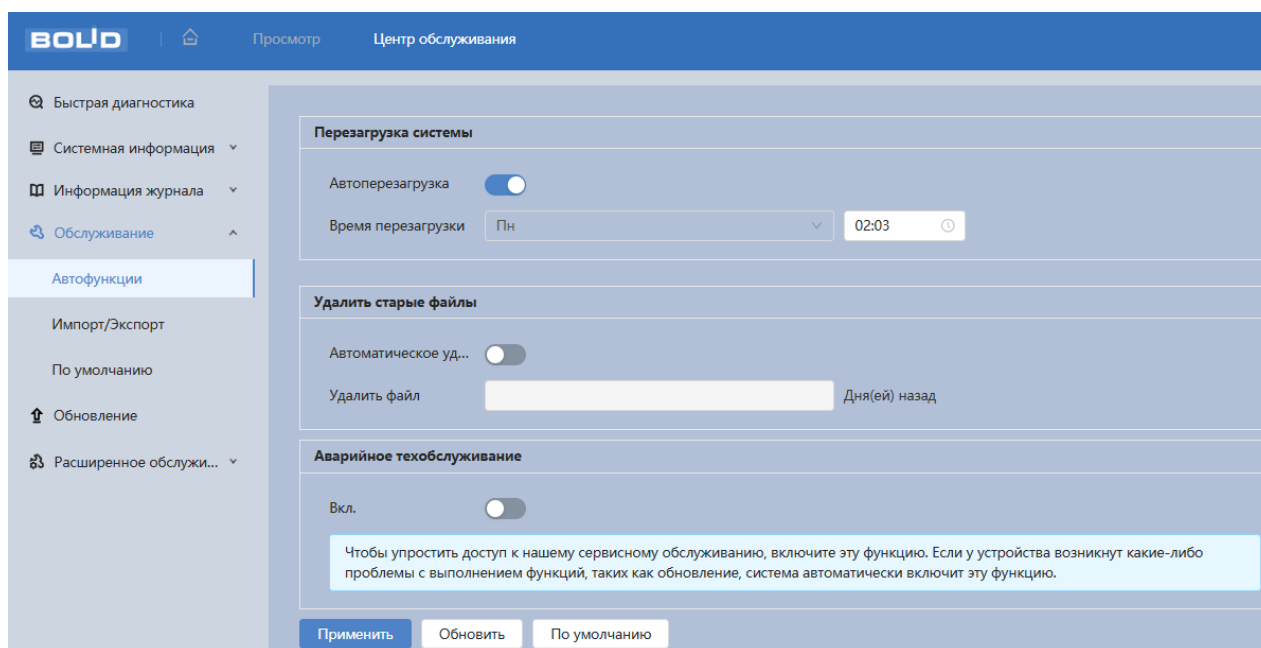 BOLID
Просмотр
Центр обслуживания
Быстрая диагностика
Системная информация
Информация журнала
Обслуживание
Автофункции
Импорт/Экспорт
По умолчанию
Обновление
Расширенное обслужи...
Перезагрузка системы
Автоперезагрузка
Время перезагрузки Пн 02:03
Удалить старые файлы
Автоматическое уд...
Удалить файл Дня(ей) назад
Аварийное техобслуживание
Вкл.
Чтобы упростить доступ к нашему сервисному обслуживанию, включите эту функцию. Если у устройства возникнут какие-либо
проблемы с выполнением функций, таких как обновление, система автоматически включит эту функцию.
Применить Обновить По умолчанию